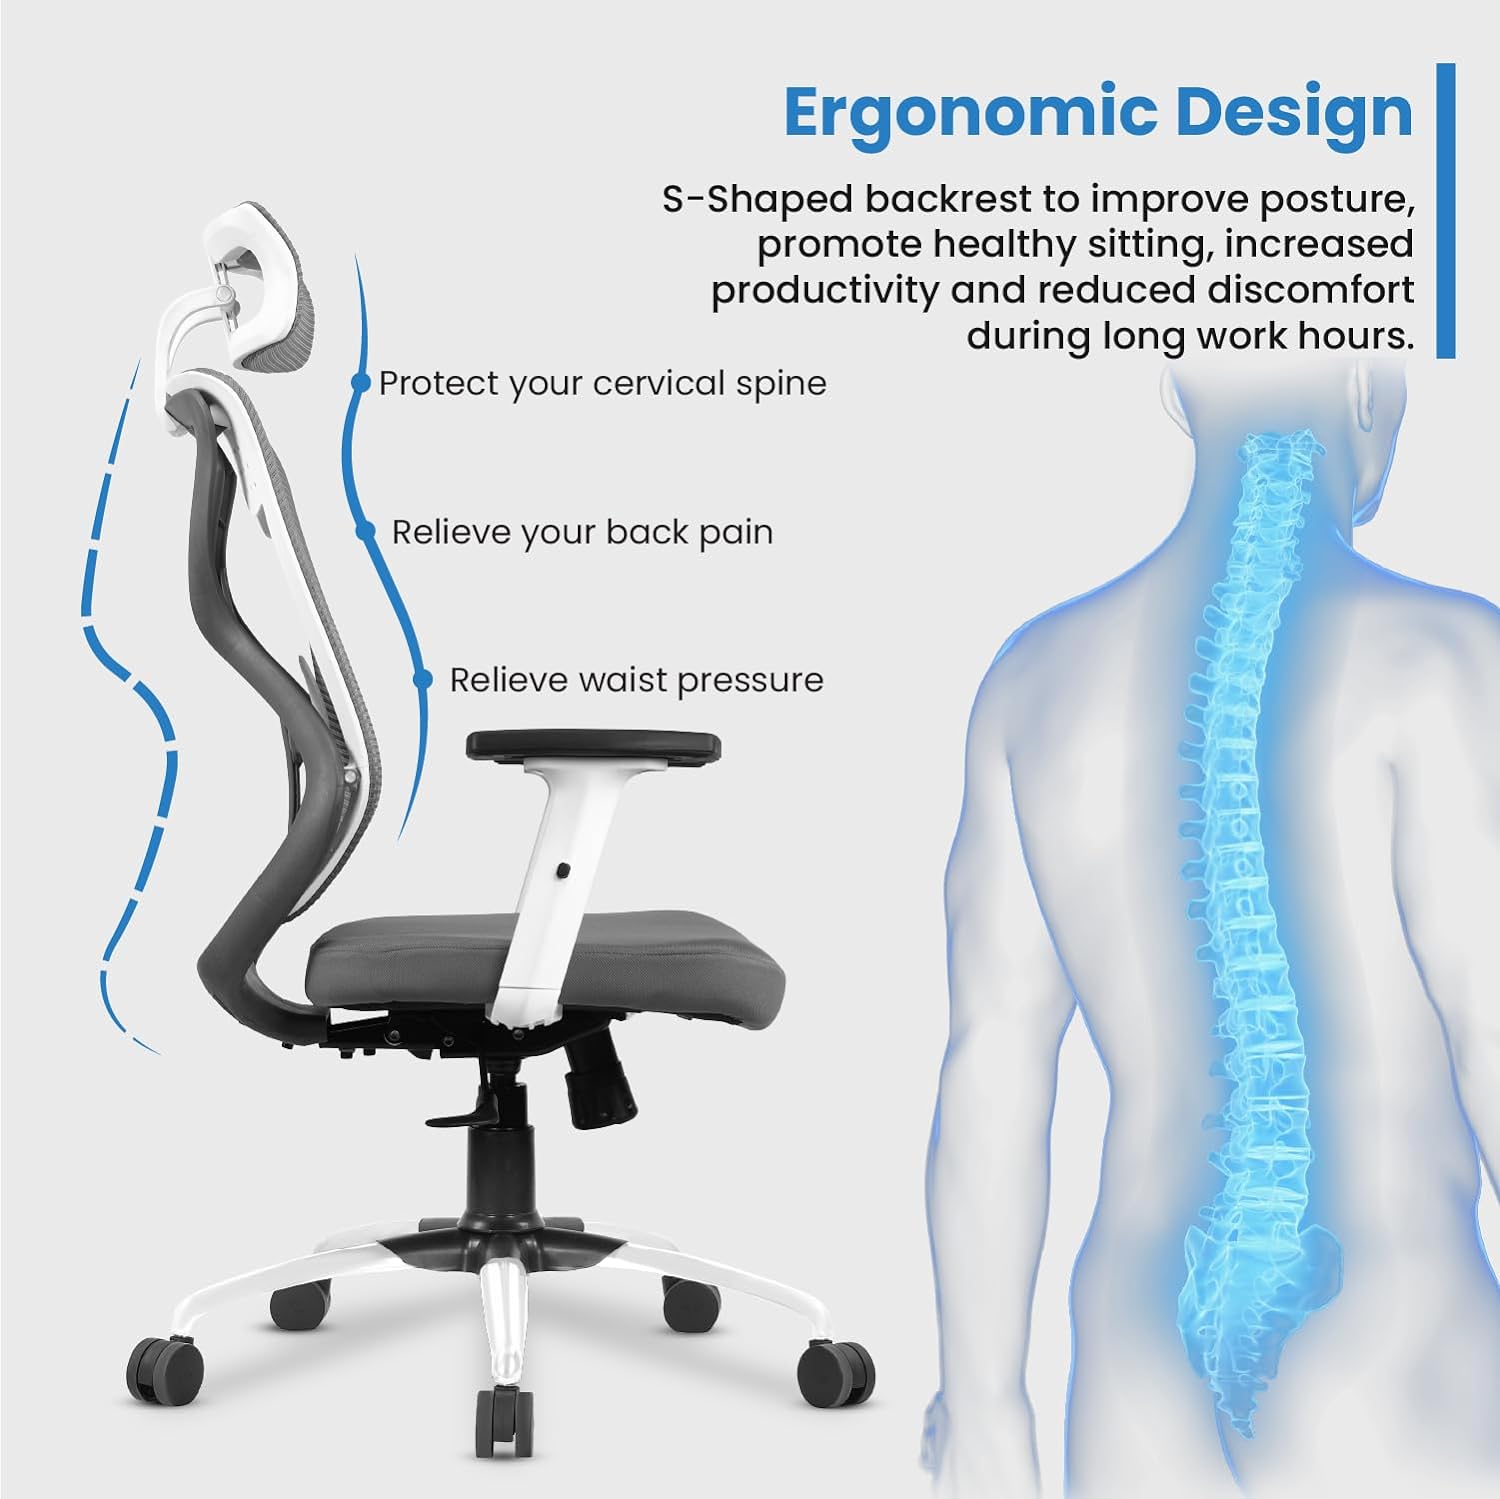 Ergonomic Design
S-Shaped backrest to improve posture,
promote healthy sitting, increased
productivity and reduced discomfort
during long work hours.
Protect your cervical spine
Relieve your back pain
Relieve waist pressure